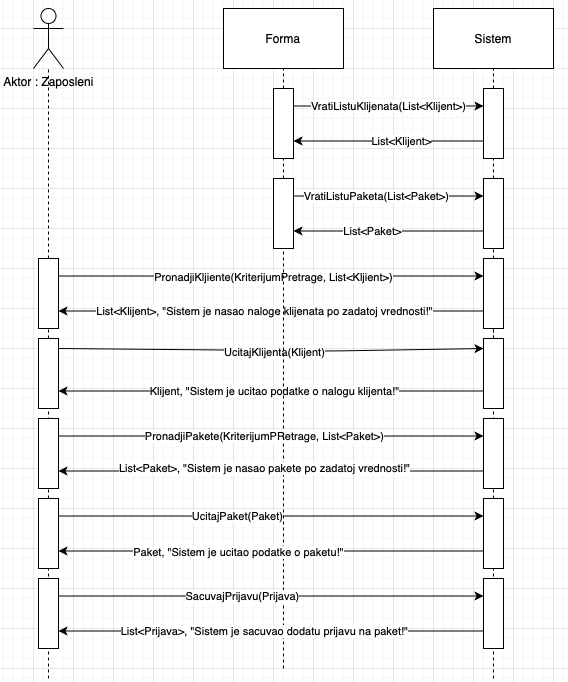 Forma
Sistem
Aktor : Zaposleni
VratiListuKlijenata(List<Klijent>)
List<Klijent>
VratiListuPaketa(List<Paket>)
List<Paket>
PronadjiKljiente(KriterijumPretrage, List<Kljient>)
List<Klijent>, "Sistem je nasao naloge klijenata po zadatoj vrednosti!"
UcitajKlijenta(Klijent)
Klijent, "Sistem je ucitao podatke o nalogu klijenta!"
PronadjiPakete(KriterijumPRetrage, List<Paket>)
List<Paket>, "Sistem je nasao pakete po zadatoj vrednosti!"
UcitajPaket(Paket)
Paket, "Sistem je ucitao podatke o paketu!"
SacuvajPrijavu(Prijava)
List<Prijava>, "Sistem je sacuvao dodatu prijavu na paket!"